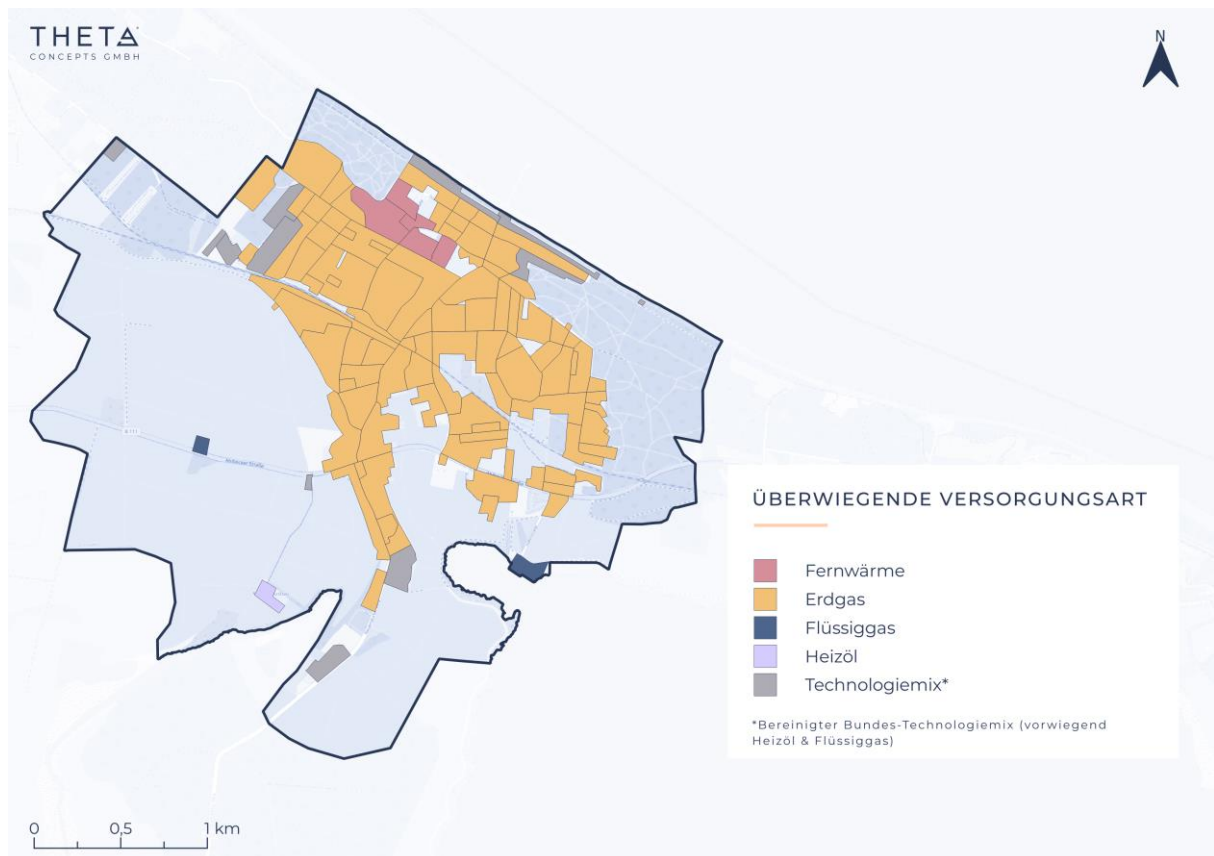 THETA
CONCEPTS GMBH
N
B 111
ÜBERWIEGENDE VERSORGUNGSART
Fernwärme
Erdgas
Flüssiggas
Heizöl
Technologiemix*
*Bereinigter Bundes-Technologiemix (vorwiegend
Heizöl & Flüssiggas)
0 0,5 1 km